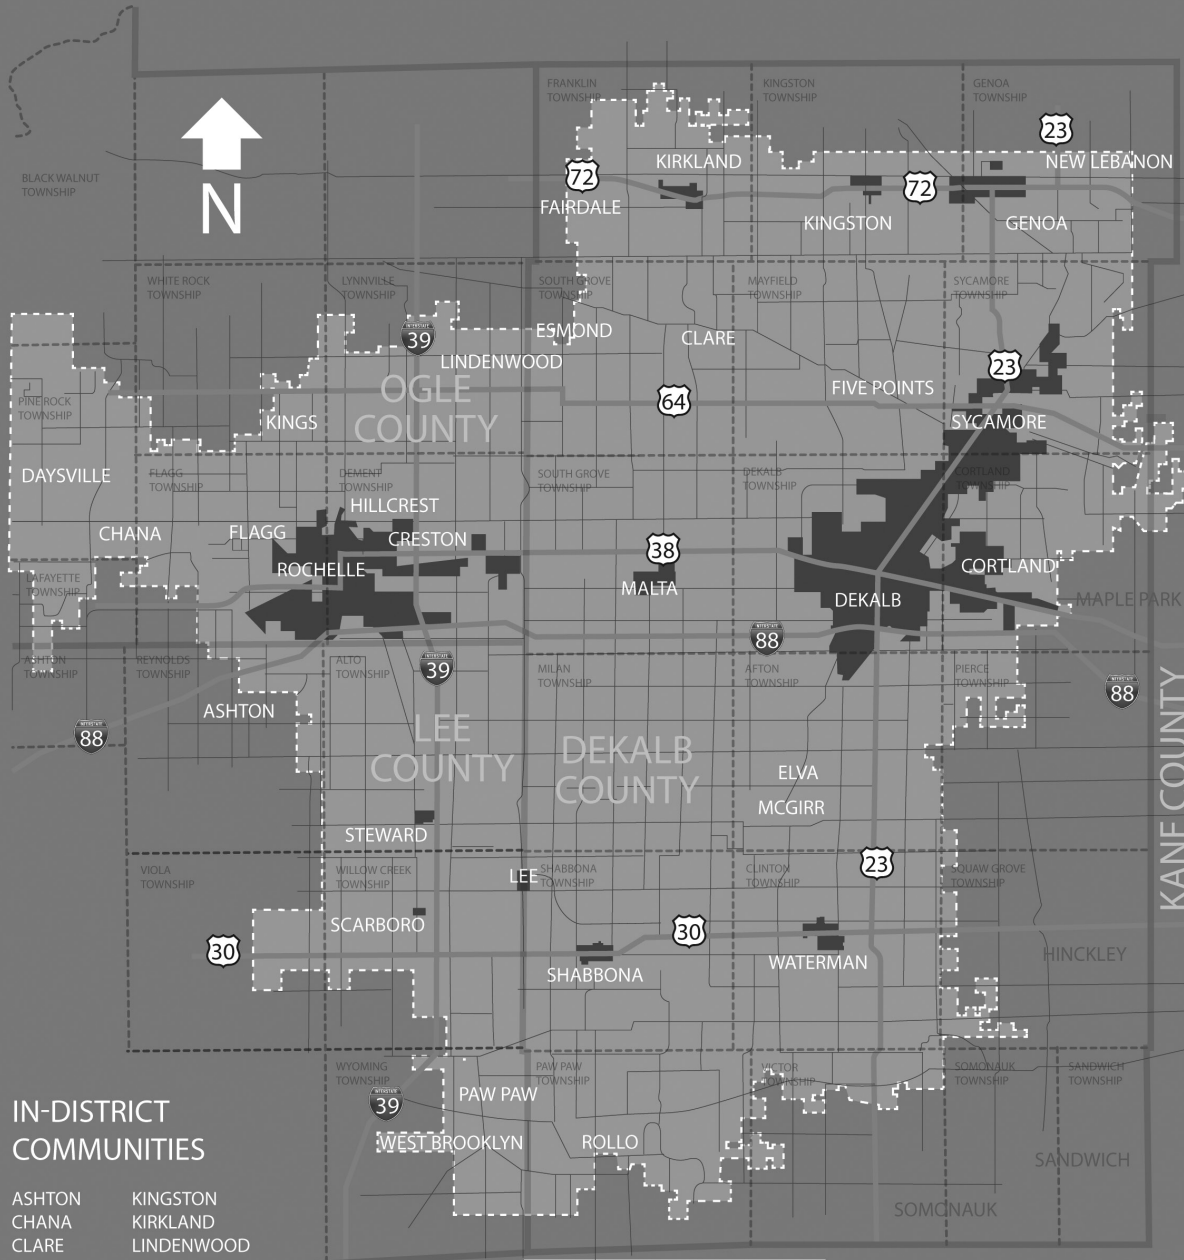 FRANKLIN
TOWNSHIP
KINGSTON
TOWNSHIP
GENOA
TOWNSHIP
23
KIRKLAND
NEW LEBANON
BLACK WALNUT
TOWNSHIP
72
72
N
FAIRDALE
KINGSTON
GENOA
WHITE ROCK
TOWNSHIP
LYNNVILLE
TOWNSHIP
SOUTH GROVE
TOWNSHIP
MAYFIELD
TOWNSHIP
SYCAMORE
TOWNSHIP
INTERSTATE
39
ESMOND
CLARE
LINDENWOOD
23
OGLE
COUNTY
64
FIVE POINTS
PINE ROCK
TOWNSHIP
KINGS
SYCAMORE
DAYSVILLE
FLAGG
TOWNSHIP
DEMENT
TOWNSHIP
SOUTH GROVE
TOWNSHIP
DEKALB
TOWNSHIP
CORTLAND
TOWNSHIP
HILLCREST
CHANA
FLAGG
CRESTON
38
ROCHELLE
MALTA
CORTLAND
LAFAYETTE
TOWNSHIP
DEKALB
MAPLE PARK
INTERSTATE
88
ASHTON
TOWNSHIP
REYNOLDS
TOWNSHIP
ALTO
TOWNSHIP
INTERSTATE
39
MILAN
TOWNSHIP
AFTON
TOWNSHIP
PIERCE
TOWNSHIP
INTERSTATE
88
ASHTON
INTERSTATE
88
LEE
COUNTY
DEKALB
COUNTY
KANE COUNTY
ELVA
MCGIRR
STEWARD
VIOLA
TOWNSHIP
WILLOW CREEK
TOWNSHIP
LEE
SHABBONA
TOWNSHIP
CLINTON
TOWNSHIP
23
SQUAW GROVE
TOWNSHIP
SCARBORO
30
30
SHABBONA
WATERMAN
HINCKLEY
WYOMING
TOWNSHIP
PAW PAW
TOWNSHIP
VICTOR
TOWNSHIP
SOMONAUK
TOWNSHIP
SANDWICH
TOWNSHIP
INTERSTATE
39
PAW PAW
WEST BROOKLYN
ROLLO
SANDWICH
SOMONAUK
IN-DISTRICT
COMMUNITIES
ASHTON KINGSTON
CHANA KIRKLAND
CLARE LINDENWOOD